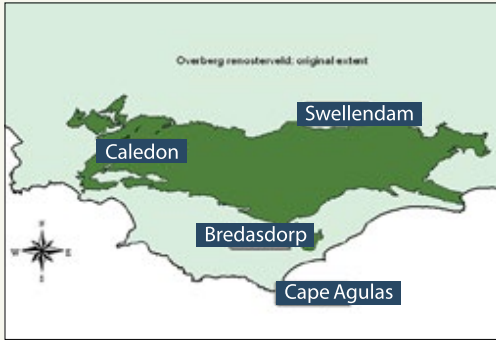 Overberg renosterveld: original extent
Swellendam
Caledon
Bredasdorp
N
W E
S
Cape Agulas